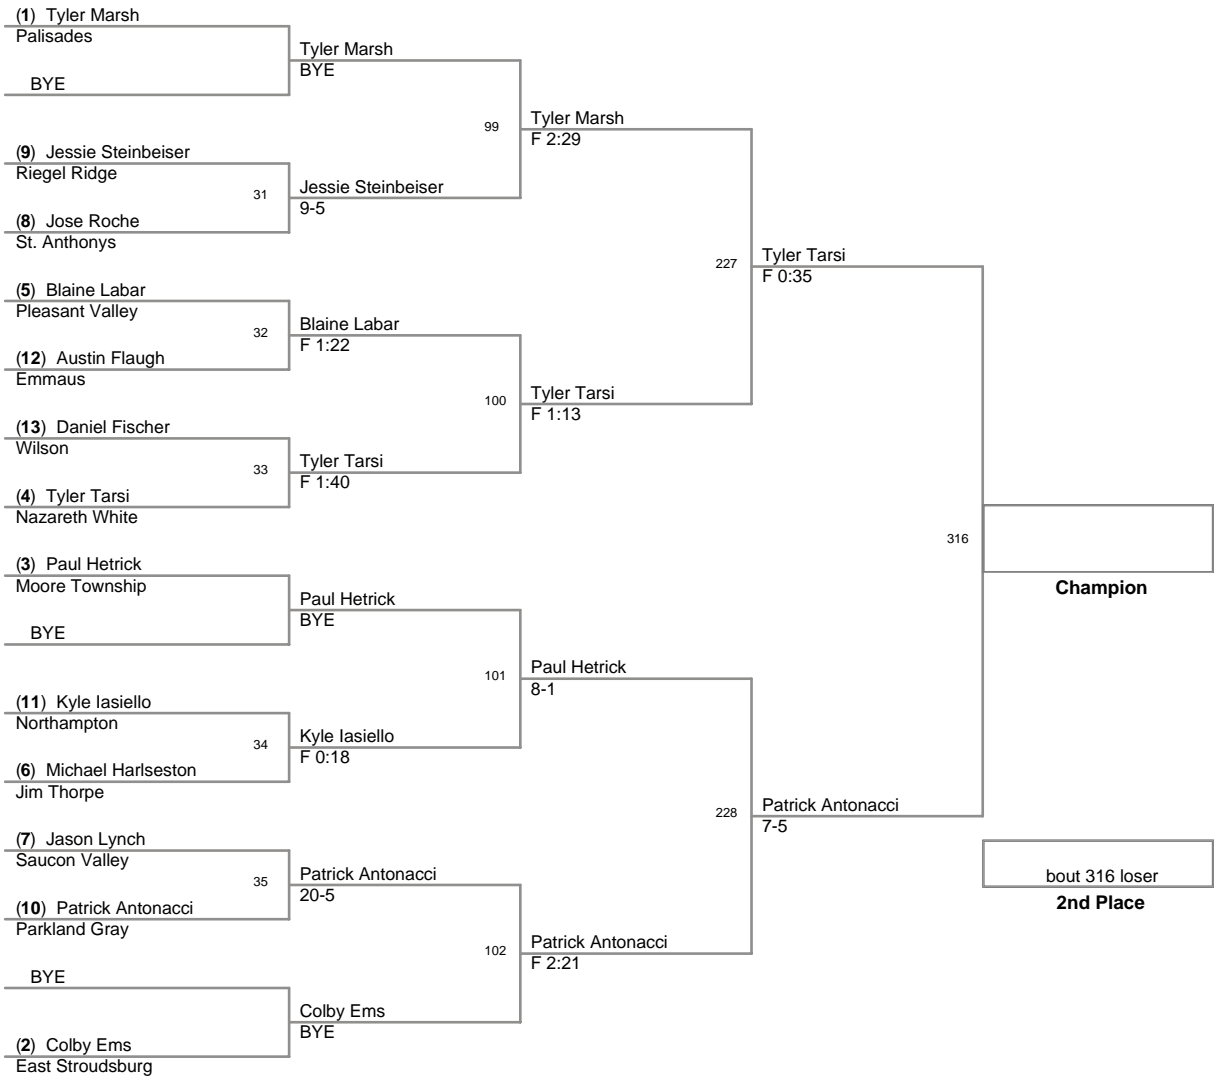 (1) Tyler Marsh
Palisades
Tyler Marsh
BYE
BYE
Tyler Marsh
99
F 2:29
(9) Jessie Steinbeiser
Riegel Ridge
Jessie Steinbeiser
31
9-5
(8) Jose Roche
St. Anthonys
Tyler Tarsi
227
F 0:35
(5) Blaine Labar
Pleasant Valley
Blaine Labar
32
F 1:22
(12) Austin Flaugh
Emmaus
Tyler Tarsi
100
F 1:13
(13) Daniel Fischer
Wilson
Tyler Tarsi
33
F 1:40
(4) Tyler Tarsi
Nazareth White
316
Champion
(3) Paul Hetrick
Moore Township
Paul Hetrick
BYE
BYE
Paul Hetrick
101
8-1
(11) Kyle Iasiello
Northampton
Kyle Iasiello
34
F 0:18
(6) Michael Harlseston
Jim Thorpe
Patrick Antonacci
228
7-5
(7) Jason Lynch
Saucon Valley
Patrick Antonacci
35
20-5
bout 316 loser
2nd Place
(10) Patrick Antonacci
Parkland Gray
Patrick Antonacci
102
F 2:21
BYE
Colby Ems
BYE
(2) Colby Ems
East Stroudsburg